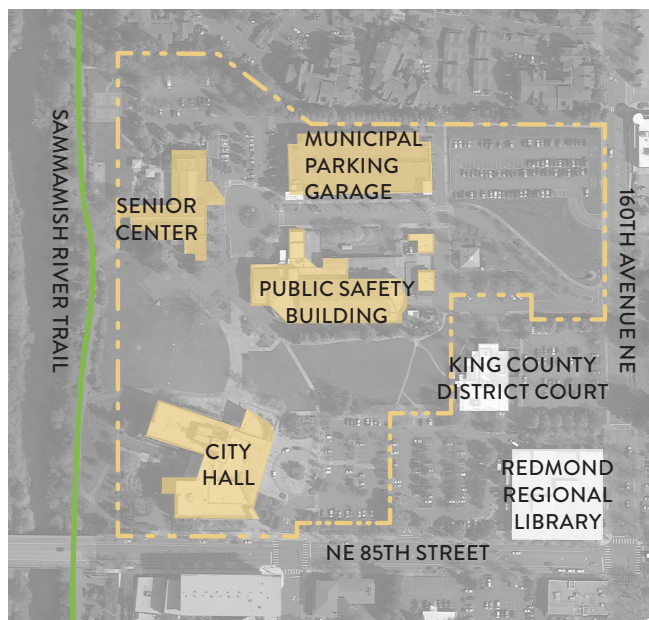 MUNICIPAL
PARKING
GARAGE
SENIOR
CENTER
SAMMAMISH RIVER TRAIL
160TH AVENUE NE
PUBLIC SAFETY
BUILDING
KING COUNTY
DISTRICT COURT
CITY
HALL
REDMOND
REGIONAL
LIBRARY
NE 85TH STREET